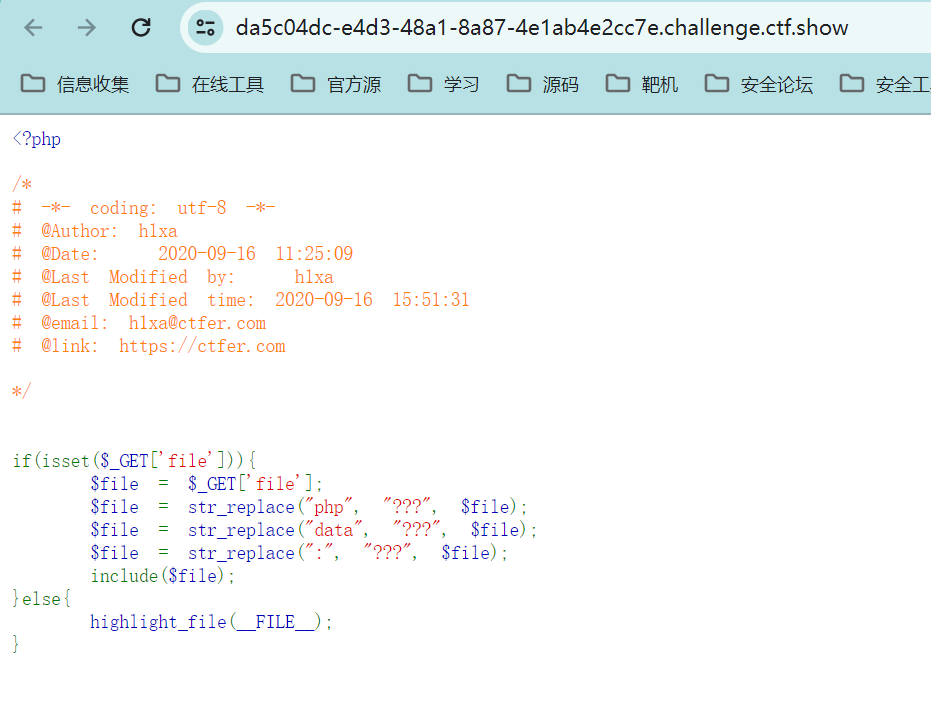 da5c04dc-e4d3-48a1-8a87-4e1ab4e2cc7e.challenge.ctf.show
信息收集 在线工具 官方源 学习 源码 靶机 安全论坛 安全工
<?php
/*
# -*- coding: utf-8 -*-
# @Author: h1xa
# @Date: 2020-09-16 11:25:09
# @Last Modified by: h1xa
# @Last Modified time: 2020-09-16 15:51:31
# @email: h1xa@ctfer.com
# @link: https://ctfer.com
*/
if(isset($_GET['file'])){
$file = $_GET['file'];
$file = str_replace("php", "???", $file);
$file = str_replace("data", "???", $file);
$file = str_replace(":", "???", $file);
include($file);
}else{
highlight_file(__FILE__);
}